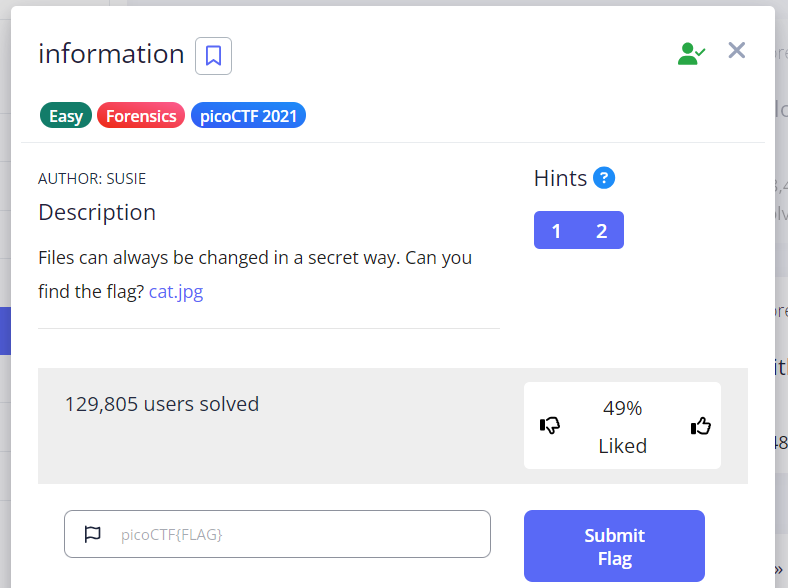 information
Easy Forensics picoCTF 2021
AUTHOR: SUSIE
Description
Files can always be changed in a secret way. Can you
find the flag? cat.jpg
Hints ?
1 2
129,805 users solved
49%
Liked
picoCTF{FLAG}
Submit
Flag